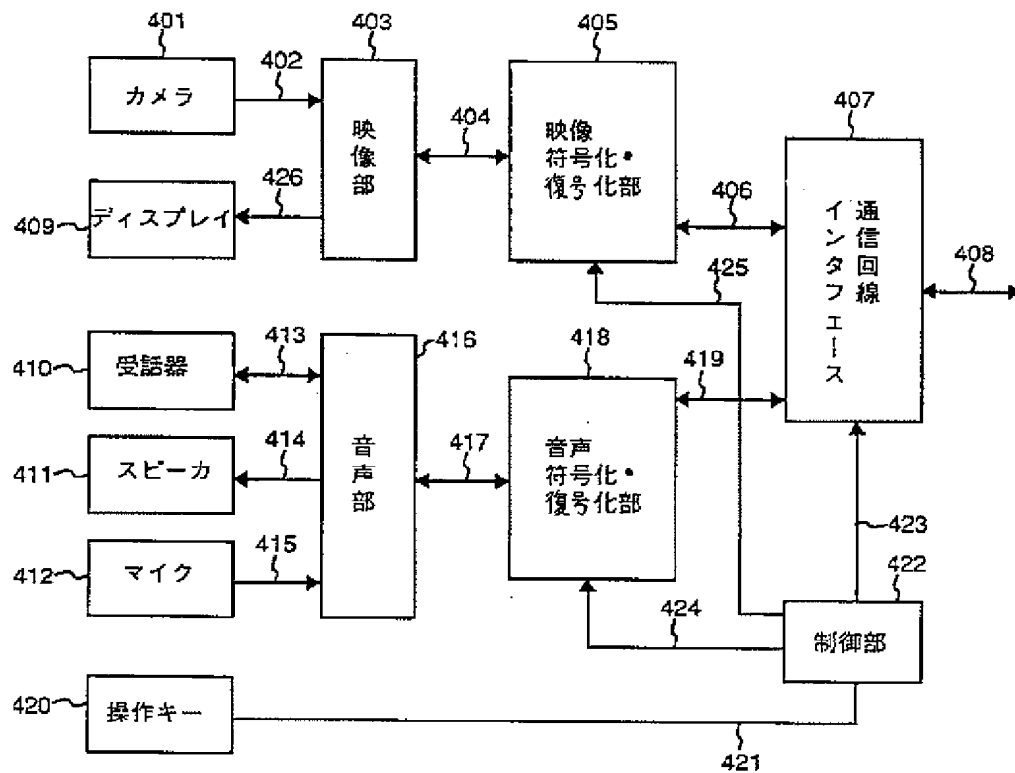 401
402
403
405
カメラ
映像部
404
映像
符号化・
復号化部
407
426
409
ディスプレイ
406
通信回線
インタフェース
408
425
410
受話器
413
416
418
419
411
スピーカ
414
音声部
417
音声
符号化・
復号化部
412
マイク
415
423
422
424
制御部
420
操作キー
421